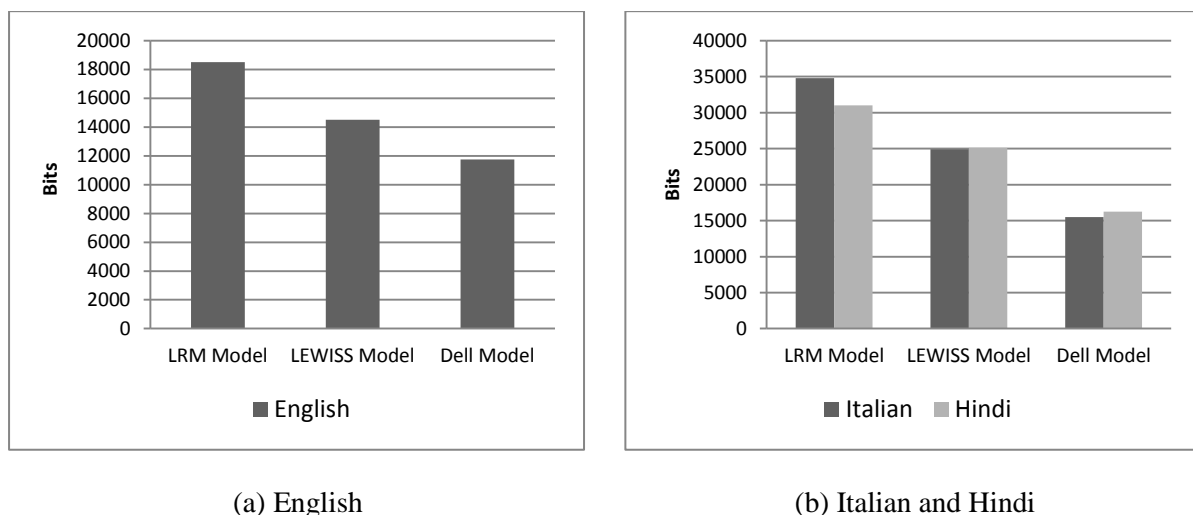 20000
18000
16000
14000
12000
10000
8000
6000
4000
2000
0
Bits
LRM Model LEWISS Model Dell Model
English
(a) English
40000
35000
30000
25000
20000
15000
10000
5000
0
Bits
LRM Model LEWISS Model Dell Model
Italian Hindi
(b) Italian and Hindi